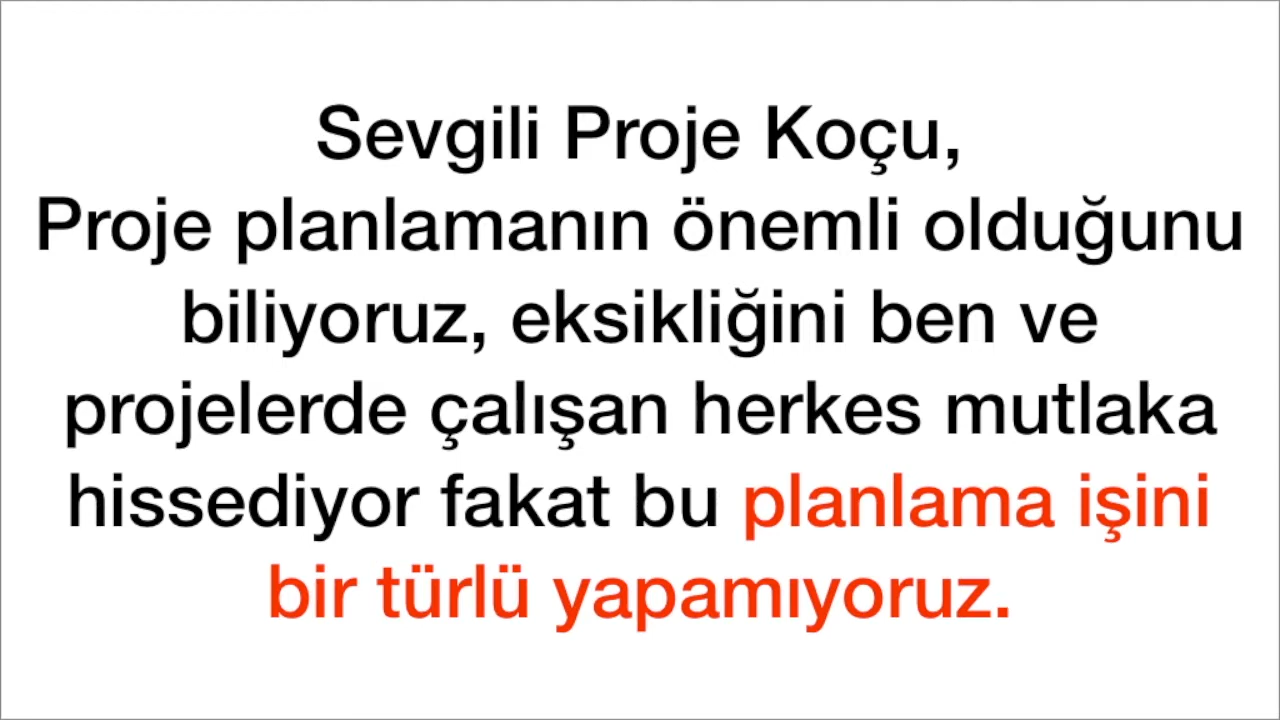 Sevgili Proje Koçu,
Proje planlamanın önemli olduğunu
biliyoruz, eksikliğini ben ve
projelerde çalışan herkes mutlaka
hissediyor fakat bu planlama işini
bir türlü yapamıyoruz.